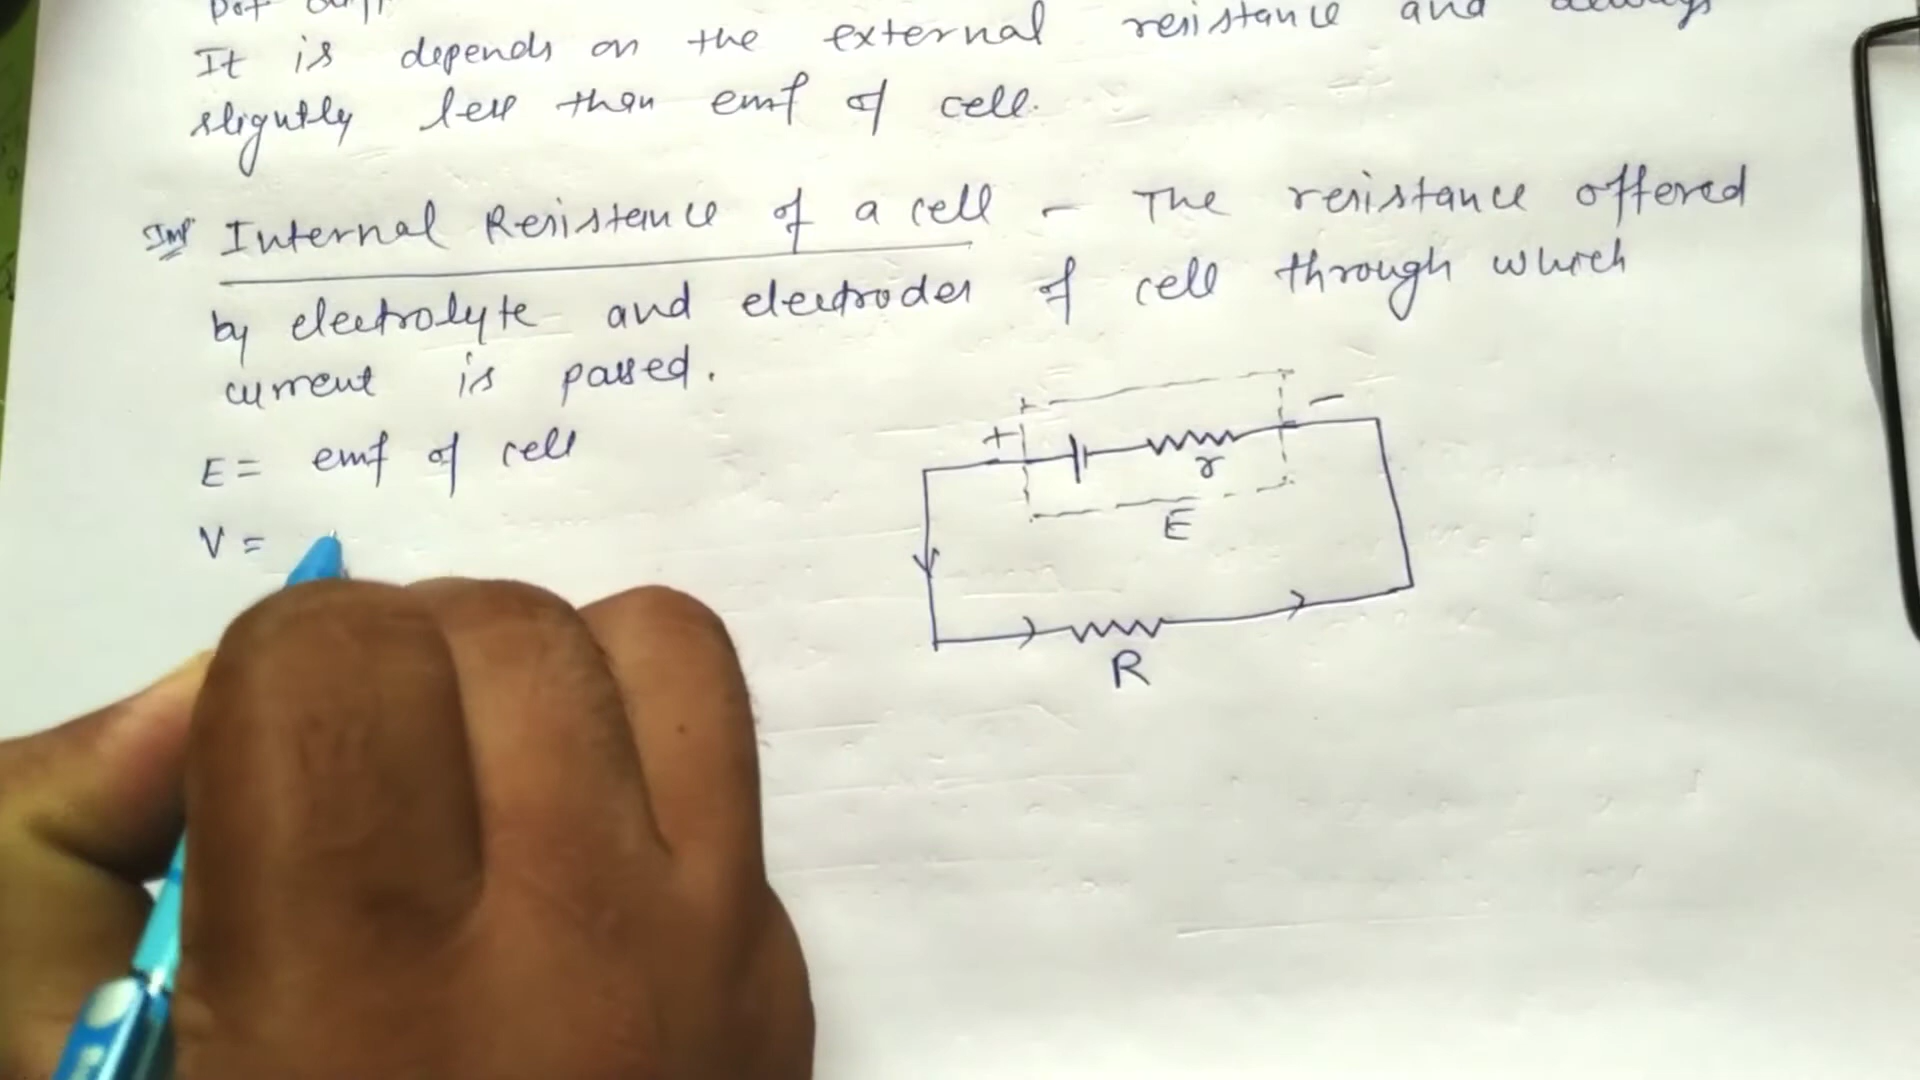 It is depends on the external resistance and always
slightly less than emf of cell.
Imp Internal Resistance of a cell - The resistance offered
by electrolyte and electrodes of cell through which
current is passed.
E = emf of cell
V =
+
-
r
E
R